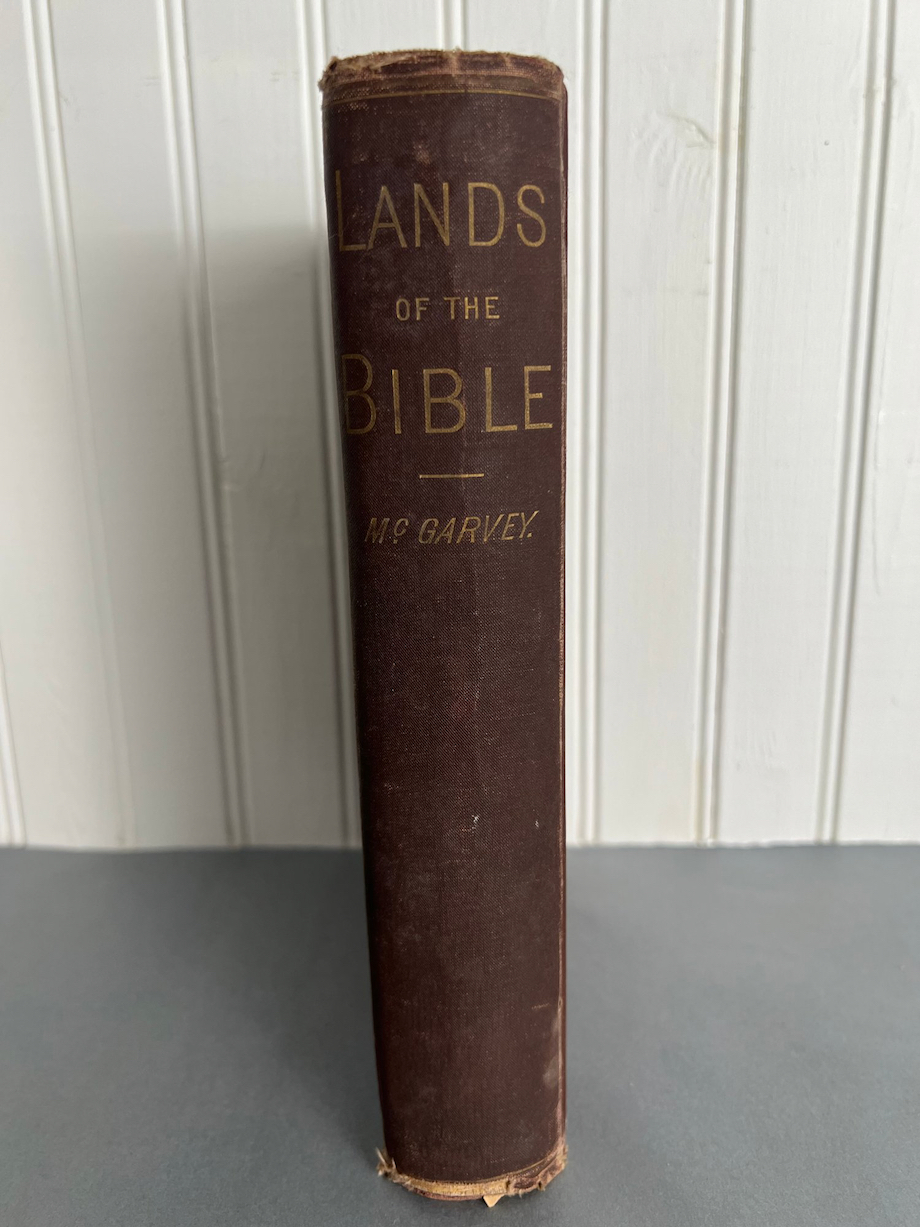 LANDS
OF THE
BIBLE
Mc GARVEY.